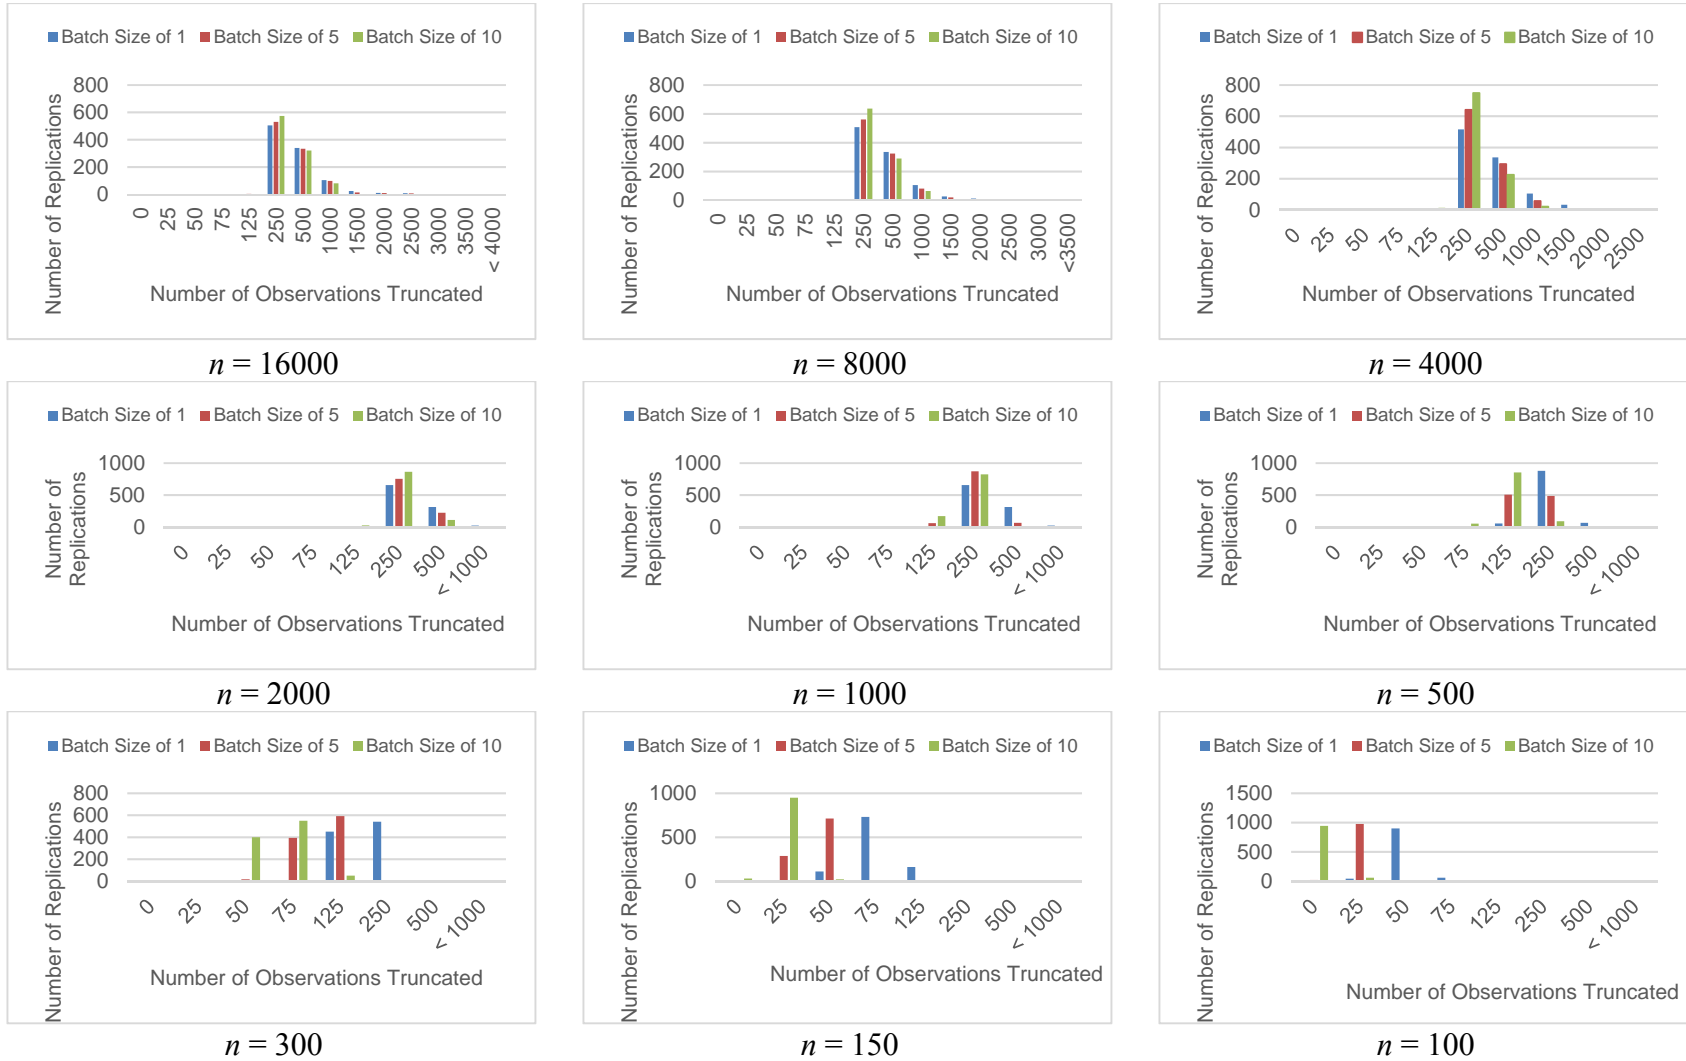 Batch Size of 1 Batch Size of 5 Batch Size of 10
Number of Replications
800
600
400
200
0
0 25 50 75 125 250 500 1000 1500 2000 2500 3000 3500 < 4000
Number of Observations Truncated
n = 16000
Batch Size of 1 Batch Size of 5 Batch Size of 10
Number of Replications
800
600
400
200
0
0 25 50 75 125 250 500 1000 1500 2000 2500 3000 <3500
Number of Observations Truncated
n = 8000
Batch Size of 1 Batch Size of 5 Batch Size of 10
Number of Replications
800
600
400
200
0
0 25 50 75 125 250 500 1000 1500 2000 2500
Number of Observations Truncated
n = 4000
Batch Size of 1 Batch Size of 5 Batch Size of 10
Number of
Replications
1000
500
0
0 25 50 75 125 250 500 < 1000
Number of Observations Truncated
n = 2000
Batch Size of 1 Batch Size of 5 Batch Size of 10
Number of
Replications
1000
500
0
0 25 50 75 125 250 500 < 1000
Number of Observations Truncated
n = 1000
Batch Size of 1 Batch Size of 5 Batch Size of 10
Number of
Replications
1000
500
0
0 25 50 75 125 250 500 < 1000
Number of Observations Truncated
n = 500
Batch Size of 1 Batch Size of 5 Batch Size of 10
Number of Replications
800
600
400
200
0
0 25 50 75 125 250 500 < 1000
Number of Observations Truncated
n = 300
Batch Size of 1 Batch Size of 5 Batch Size of 10
Number of Replications
1000
500
0
0 25 50 75 125 250 500 < 1000
Number of Observations Truncated
n = 150
Batch Size of 1 Batch Size of 5 Batch Size of 10
Number of Replications
1500
1000
500
0
0 25 50 75 125 250 500 < 1000
Number of Observations Truncated
n = 100